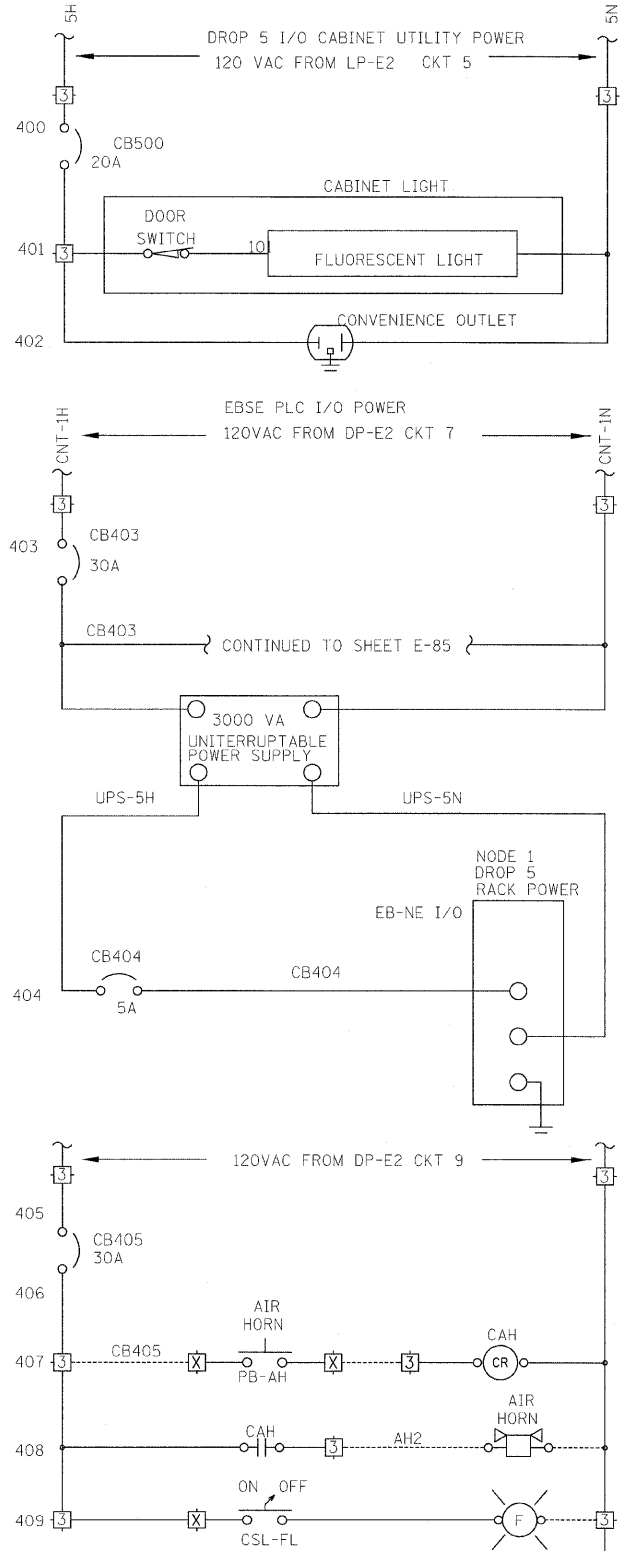 5H
5N
DROP 5 I/O CABINET UTILITY POWER
120 VAC FROM LP-E2 CKT 5
3
3
400
CB500
20A
CABINET LIGHT
DOOR
SWITCH
401
3
101
FLUORESCENT LIGHT
CONVENIENCE OUTLET
402
CNT-1H
CNT-1N
EBSE PLC I/O POWER
120VAC FROM DP-E2 CKT 7
3
3
403
CB403
30A
CB403
CONTINUED TO SHEET E-85
3000 VA
UNITERRUPTABLE
POWER SUPPLY
UPS-5H
UPS-5N
NODE 1
DROP 5
RACK POWER
EB-NE I/O
CB404
CB404
404
5A
120VAC FROM DP-E2 CKT 9
3
3
405
CB405
30A
406
AIR
HORN
CAH
407
3
CB405
X
X
3
CR
PB-AH
AIR
HORN
CAH
408
3
AH2
ON OFF
409
3
X
F
3
CSL-FL